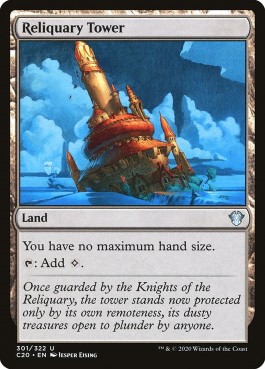 Reliquary Tower
Land
You have no maximum hand size.
: Add .
Once guarded by the Knights of the
Reliquary, the tower stands now protected
only by its own remoteness, its dusty
treasures open to plunder by anyone.
301/322 U
C20 • EN Jesper Eising
™ & © 2020 Wizards of the Coast